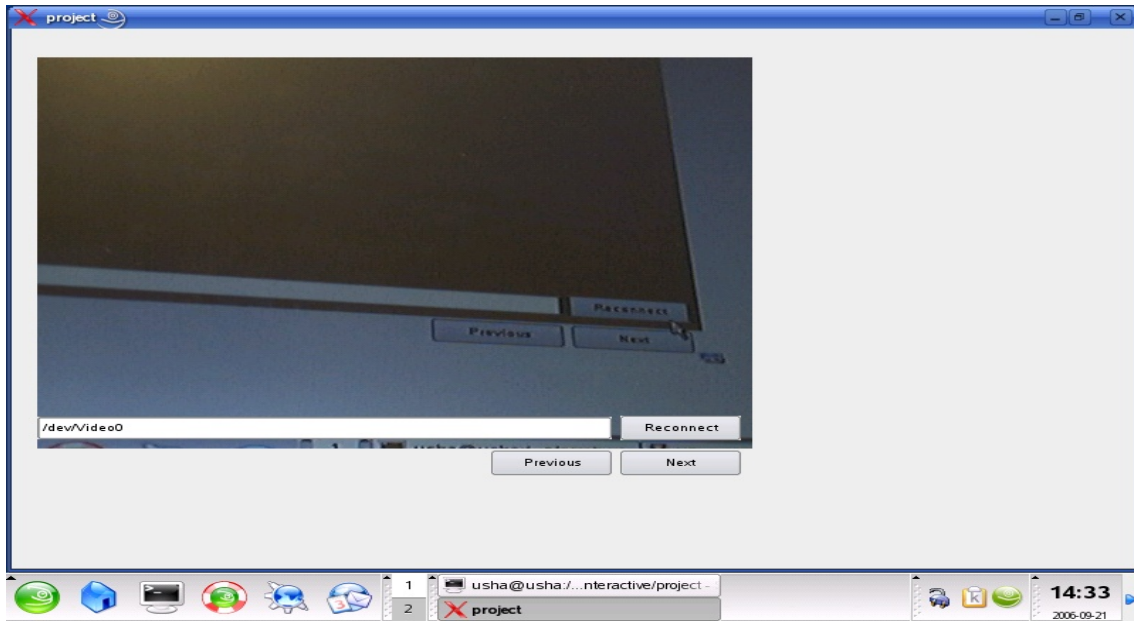 project
Reconnect
Previous
Next
/dev/Video0
Reconnect
Previous
Next
1
usha@usha:/...nteractive/project -
2
project
3
k
14:33
2006-09-21